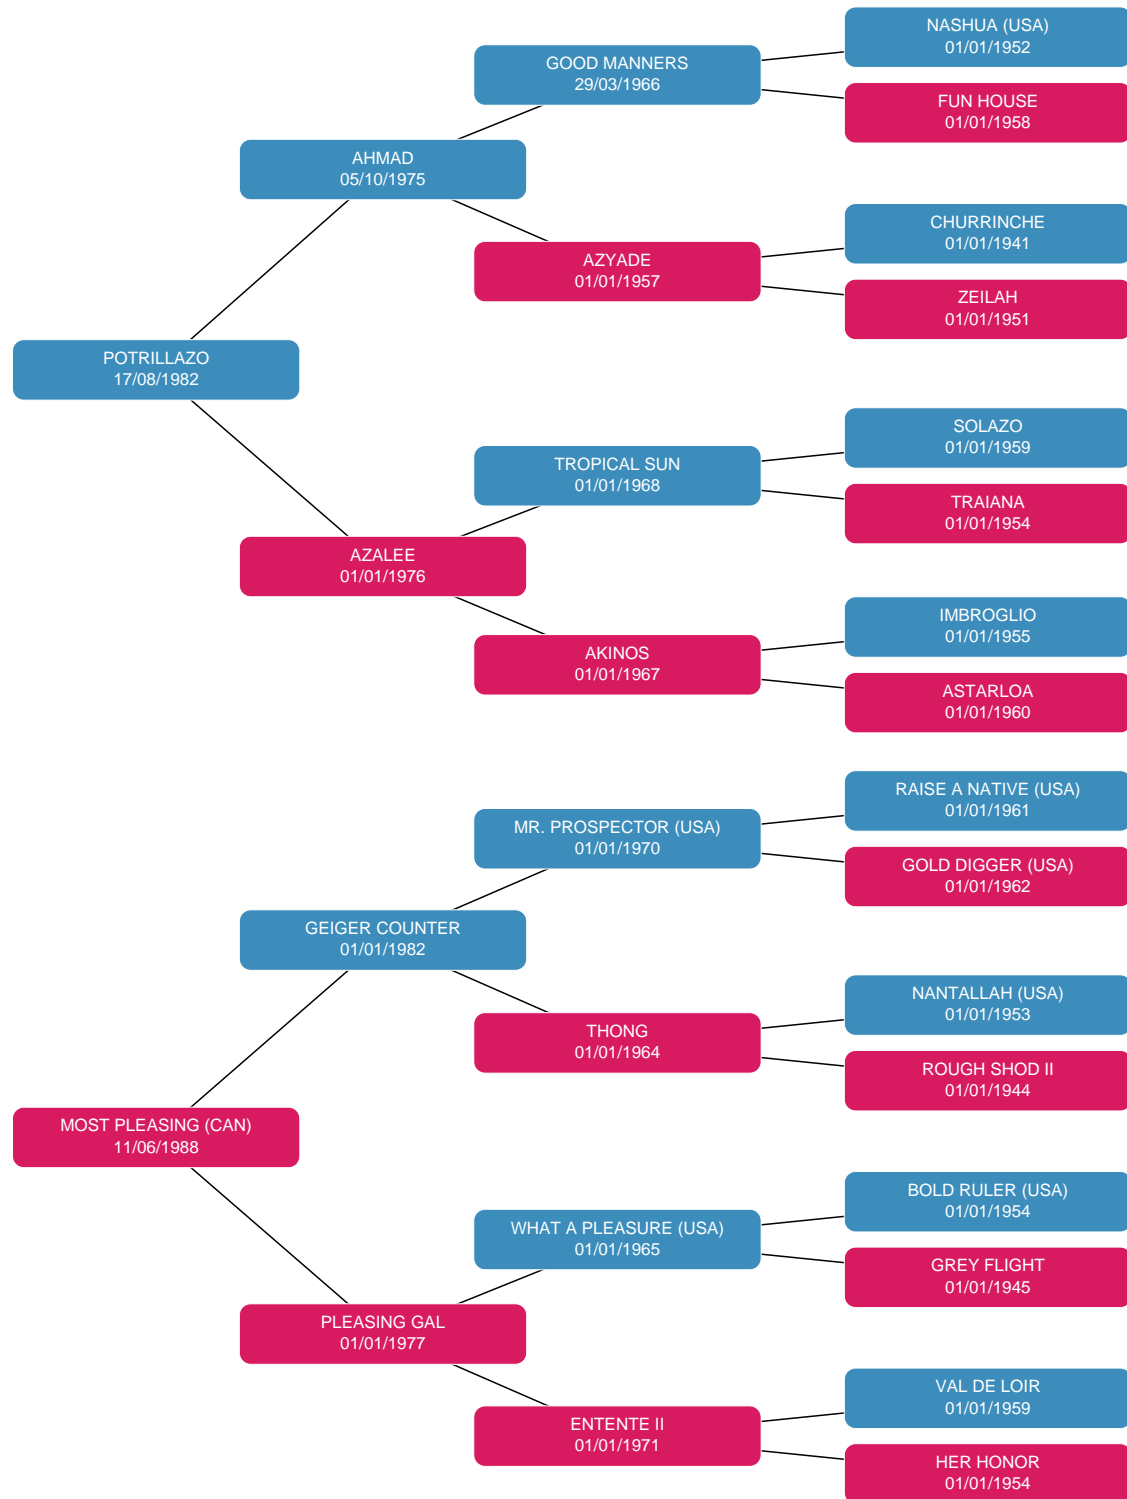 NASHUA (USA)
01/01/1952
GOOD MANNERS
29/03/1966
FUN HOUSE
01/01/1958
AHMAD
05/10/1975
CHURRINCHE
01/01/1941
AZYADE
01/01/1957
ZEILAH
01/01/1951
POTRILLAZO
17/08/1982
SOLAZO
01/01/1959
TROPICAL SUN
01/01/1968
TRAIANA
01/01/1954
AZALEE
01/01/1976
IMBROGLIO
01/01/1955
AKINOS
01/01/1967
ASTARLOA
01/01/1960
RAISE A NATIVE (USA)
01/01/1961
MR. PROSPECTOR (USA)
01/01/1970
GOLD DIGGER (USA)
01/01/1962
GEIGER COUNTER
01/01/1982
NANTALLAH (USA)
01/01/1953
THONG
01/01/1964
ROUGH SHOD II
01/01/1944
MOST PLEASING (CAN)
11/06/1988
BOLD RULER (USA)
01/01/1954
WHAT A PLEASURE (USA)
01/01/1965
GREY FLIGHT
01/01/1945
PLEASING GAL
01/01/1977
VAL DE LOIR
01/01/1959
ENTENTE II
01/01/1971
HER HONOR
01/01/1954